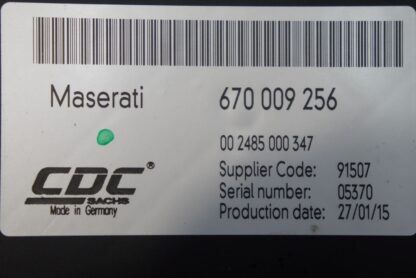 Maserati 670 009 256
00 2485 000 347
Supplier Code: 91507
Serial number: 05370
Production date: 27/01/15
CDC®
SACHS
Made in Germany